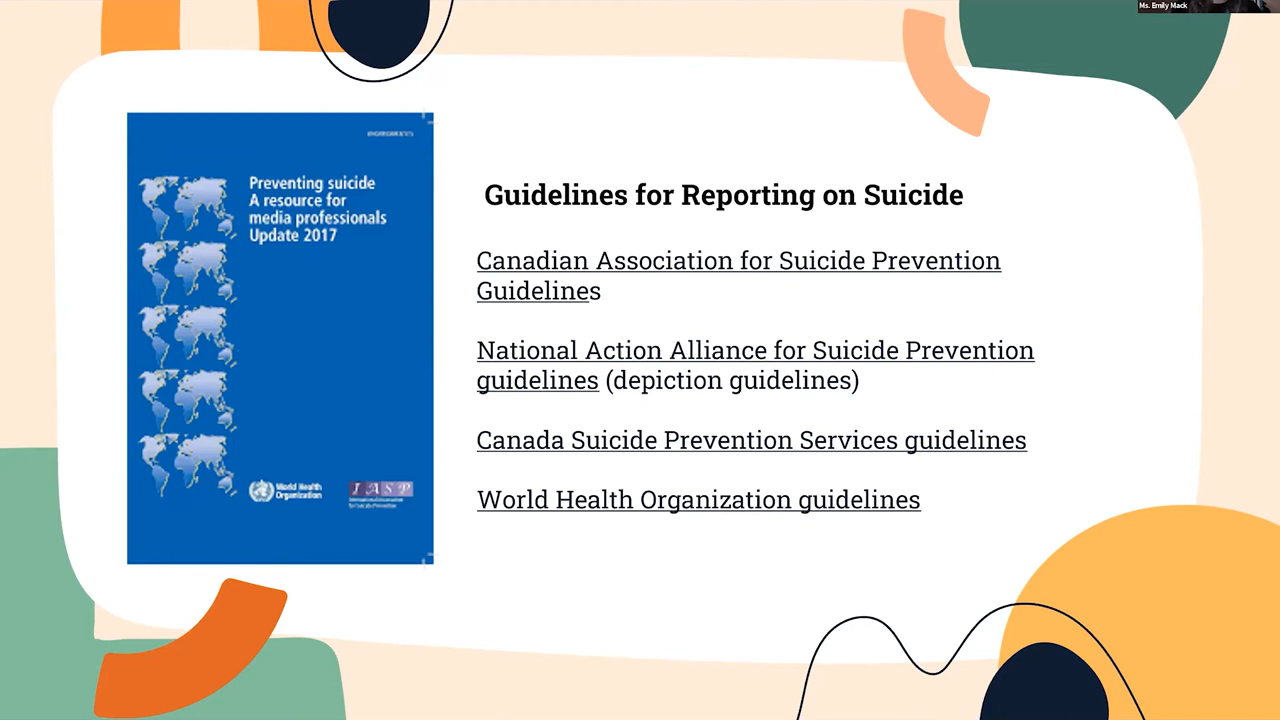 Ms. Emily Mack
Preventing suicide
A resource for
media professionals
Update 2017
World Health
Organization
IASP
Guidelines for Reporting on Suicide
Canadian Association for Suicide Prevention
Guidelines
National Action Alliance for Suicide Prevention
guidelines (depiction guidelines)
Canada Suicide Prevention Services guidelines
World Health Organization guidelines